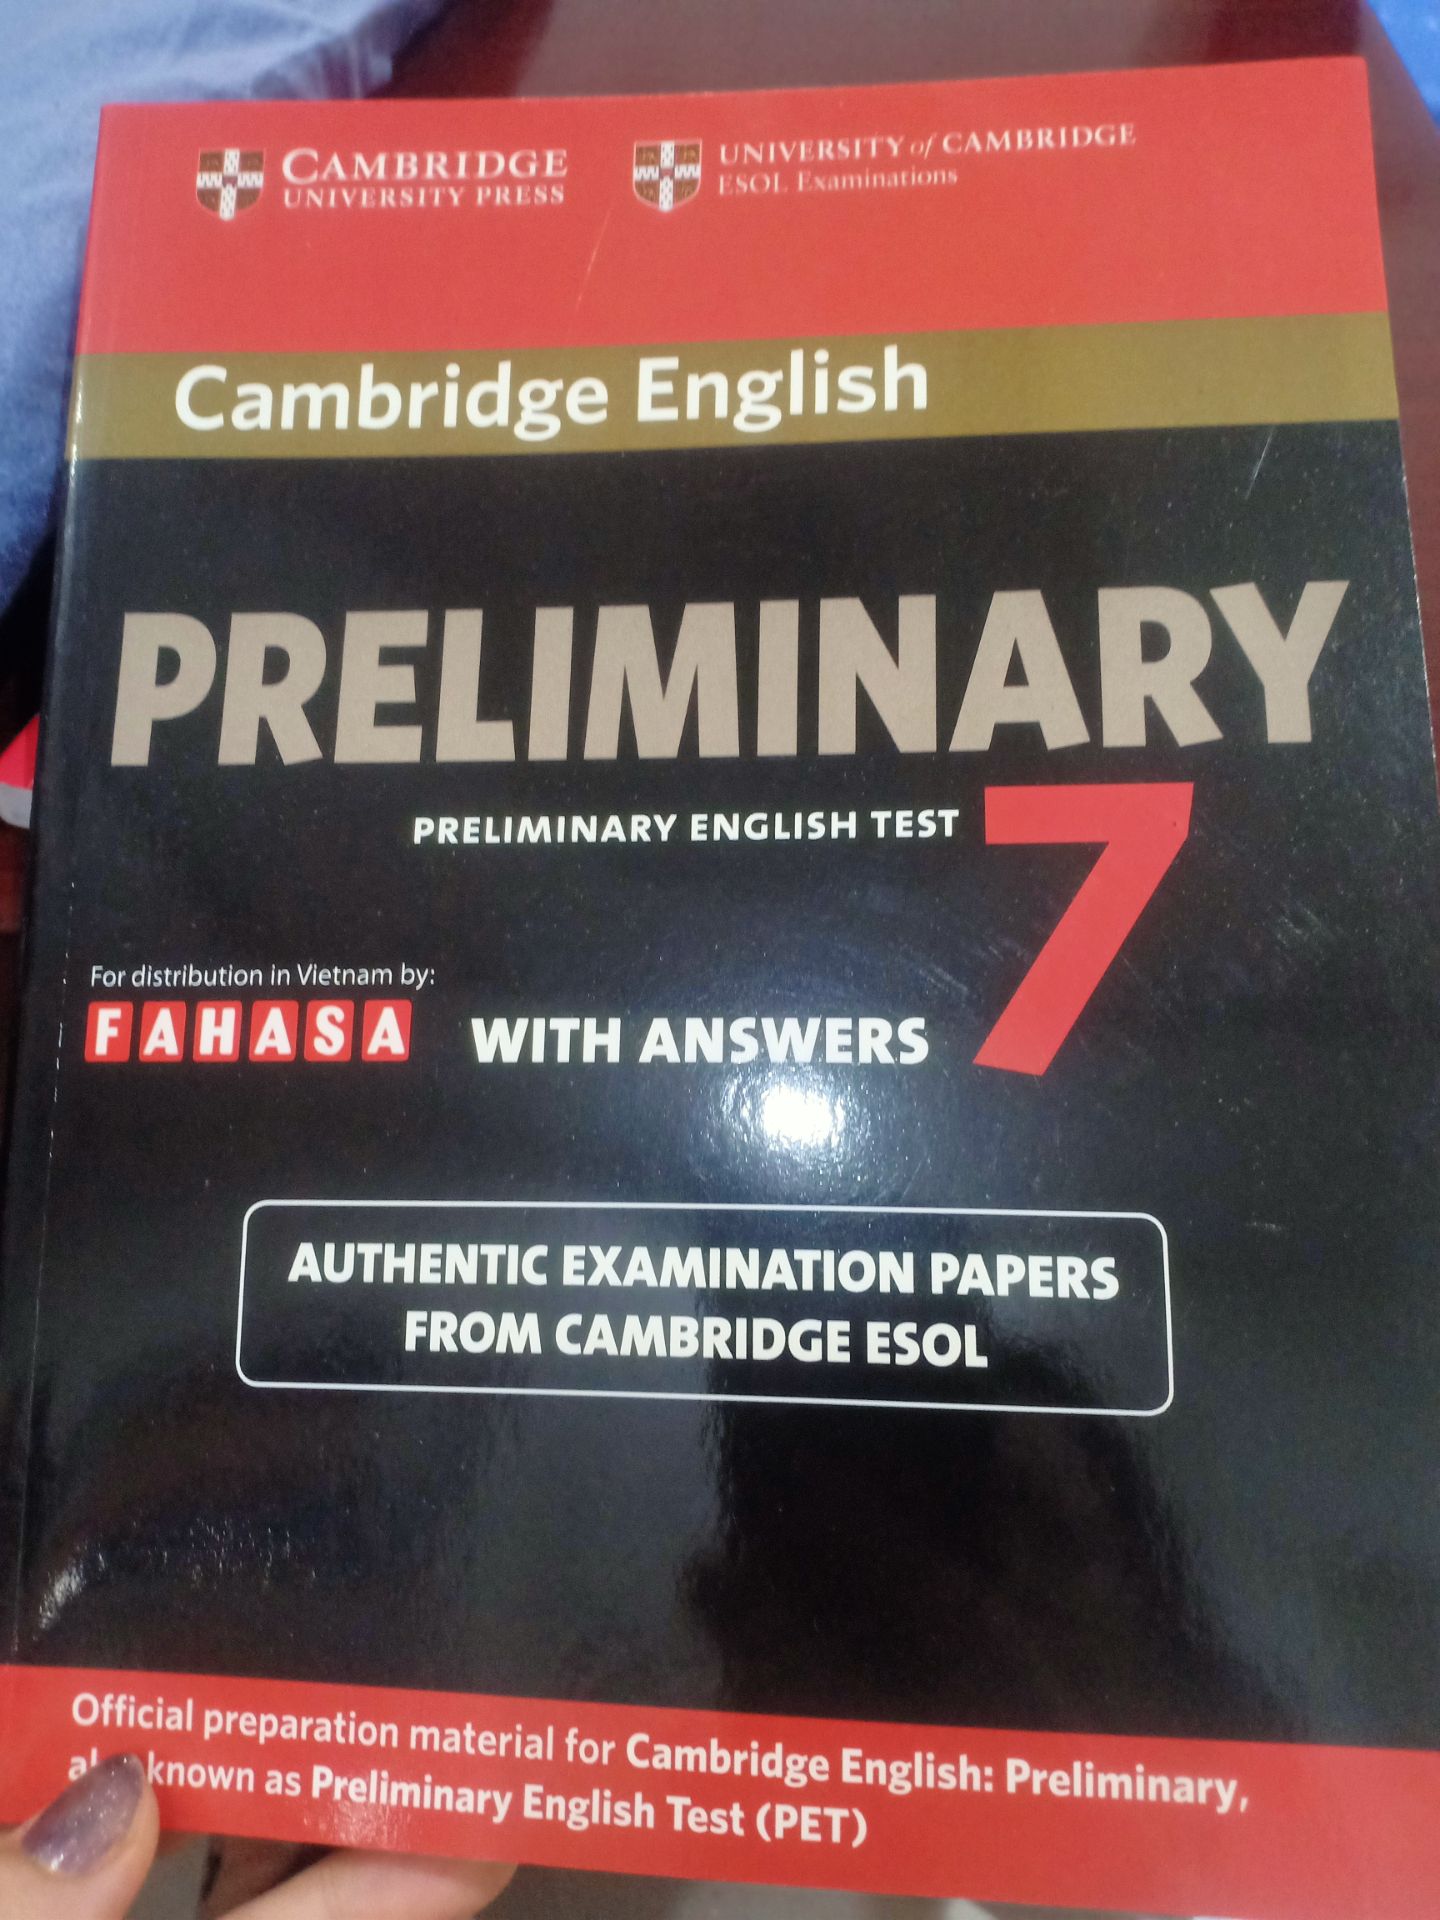 CAMBRIDGE
UNIVERSITY PRESS
UNIVERSITY of CAMBRIDGE
ESOL Examinations
Cambridge English
PRELIMINARY
PRELIMINARY ENGLISH TEST
7
For distribution in Vietnam by:
FAHASA
WITH ANSWERS
AUTHENTIC EXAMINATION PAPERS
FROM CAMBRIDGE ESOL
Official preparation material for Cambridge English: Preliminary,
known as Preliminary English Test (PET)